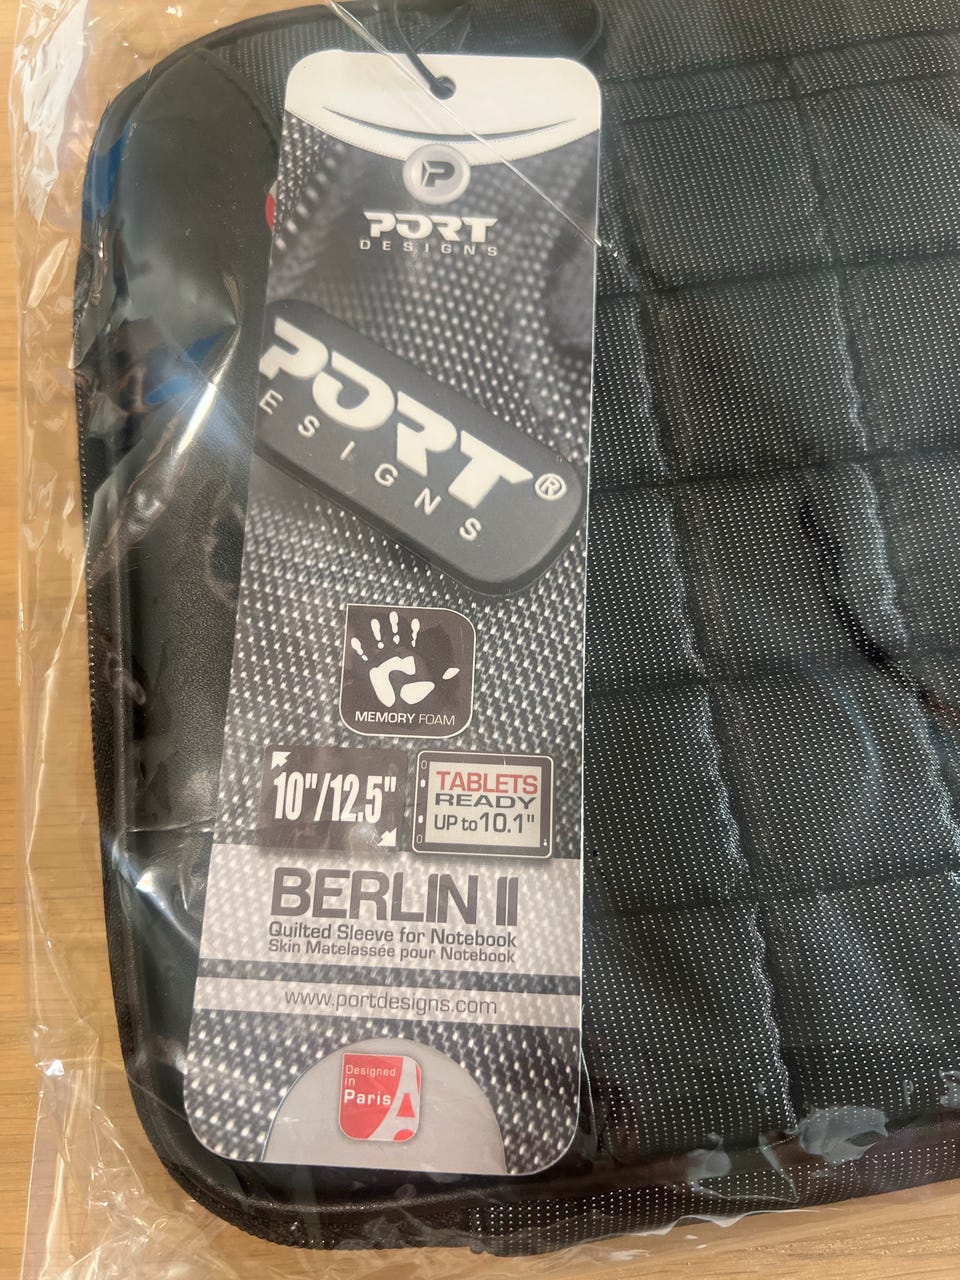 P
PORT
DESIGNS
PORT®
ESIGNS
MEMORY FOAM
10"/12.5"
TABLETS
READY
UP to 10.1"
BERLIN II
Quilted Sleeve for Notebook
Skin Matelassée pour Notebook
www.portdesigns.com
Designed
in
Paris